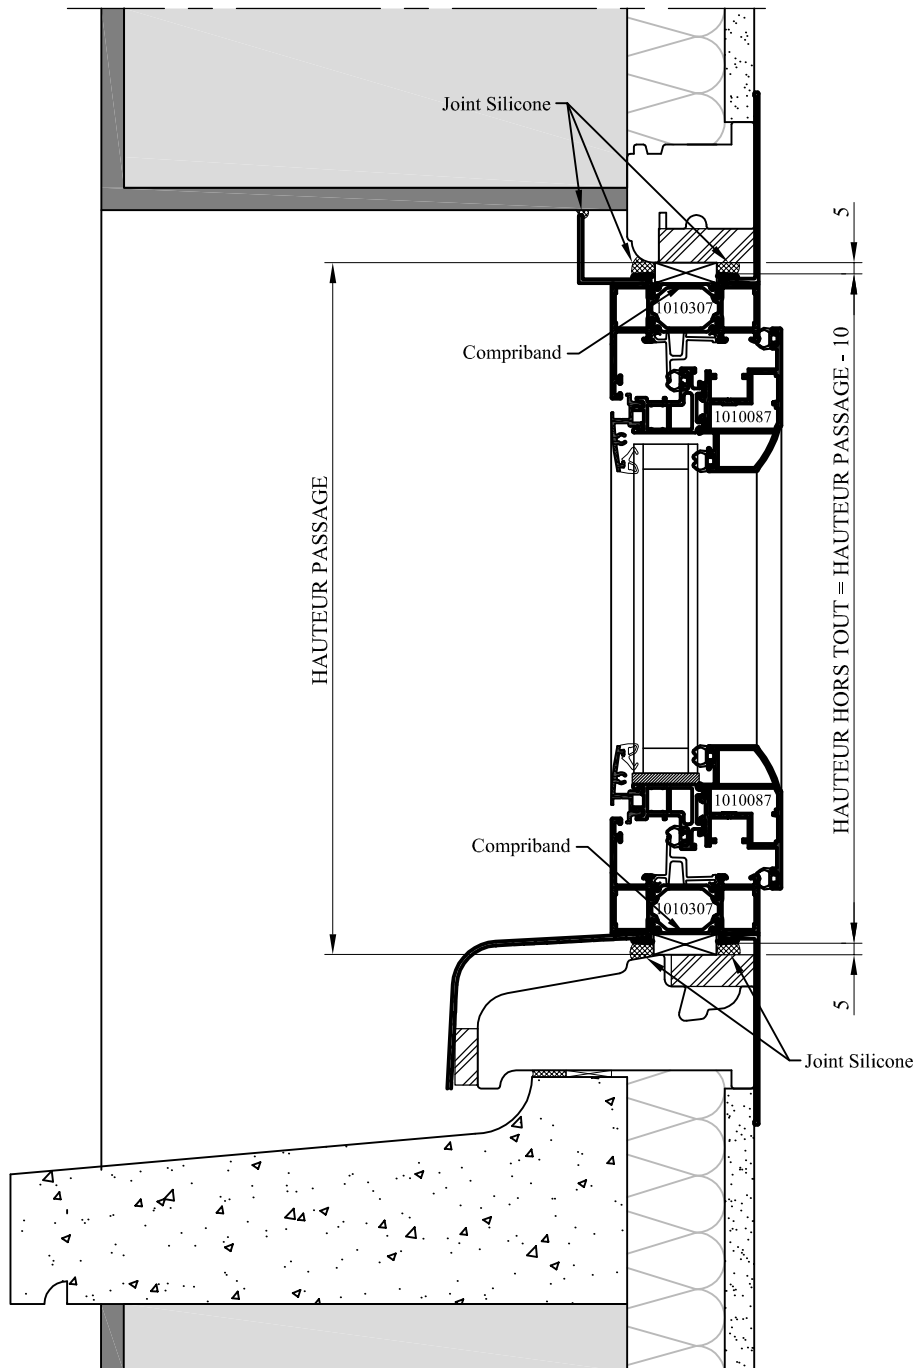 Joint Silicone
5
1010307
Compriband
1010087
HAUTEUR PASSAGE
HAUTEUR HORS TOUT = HAUTEUR PASSAGE - 10
1010087
Compriband
1010307
5
Joint Silicone